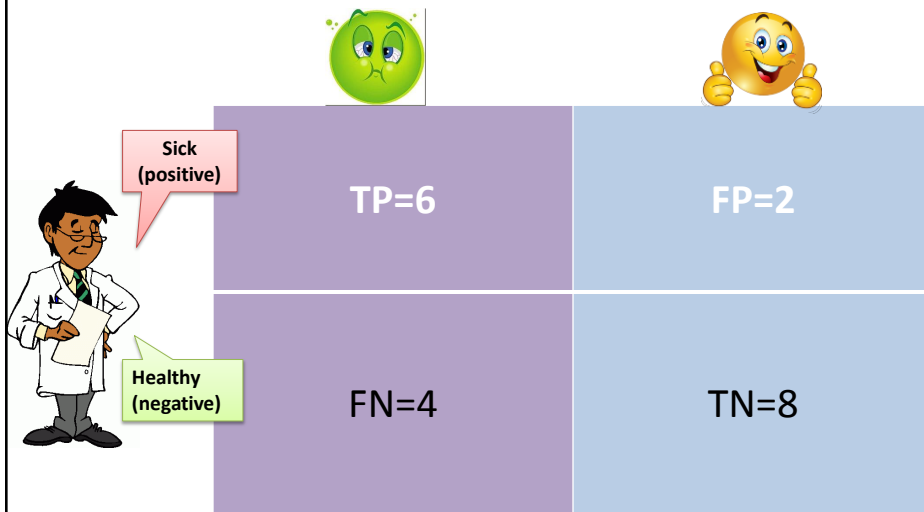 Sick
(positive)
TP=6
FP=2
Healthy
(negative)
FN=4
TN=8